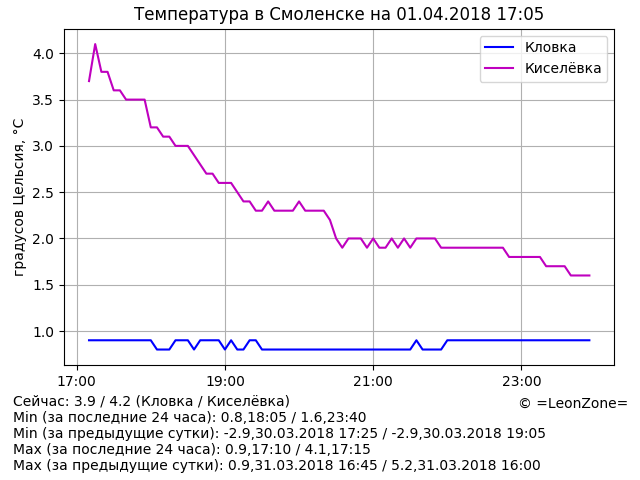 Температура в Смоленске на 01.04.2018 17:05
градусов Цельсия, °C
4.0
3.5
3.0
2.5
2.0
1.5
1.0
17:00 19:00 21:00 23:00
Кловка
Киселёвка
Сейчас: 3.9 / 4.2 (Кловка / Киселёвка)
© =LeonZone=
Min (за последние 24 часа): 0.8,18:05 / 1.6,23:40
Min (за предыдущие сутки): -2.9,30.03.2018 17:25 / -2.9,30.03.2018 19:05
Max (за последние 24 часа): 0.9,17:10 / 4.1,17:15
Max (за предыдущие сутки): 0.9,31.03.2018 16:45 / 5.2,31.03.2018 16:00